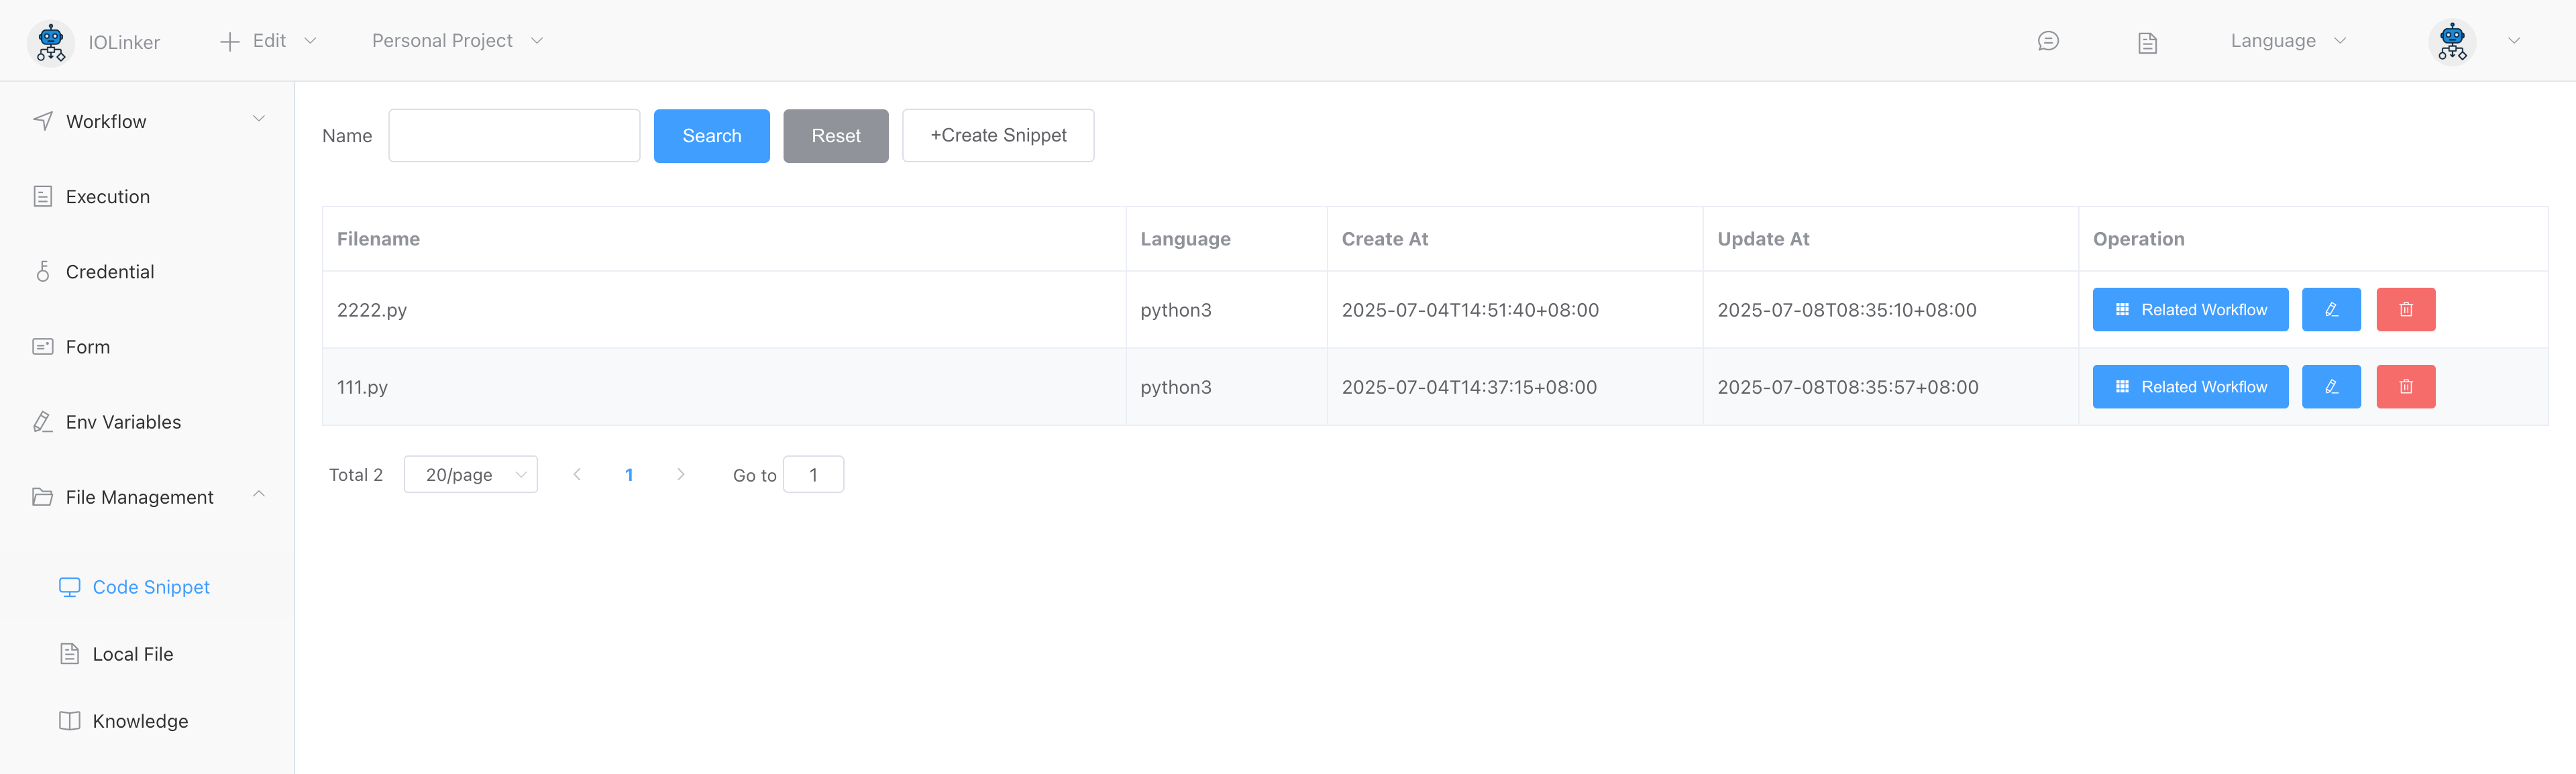 IOLinker
Edit
Personal Project
Language
Workflow
Execution
Credential
Form
Env Variables
File Management
Code Snippet
Local File
Knowledge
Name Search Reset +Create Snippet
Filename Language Create At Update At Operation
2222.py python3 2025-07-04T14:51:40+08:00 2025-07-08T08:35:10+08:00 Related Workflow
111.py python3 2025-07-04T14:37:15+08:00 2025-07-08T08:35:57+08:00 Related Workflow
Total 2 20/page 1 Go to 1